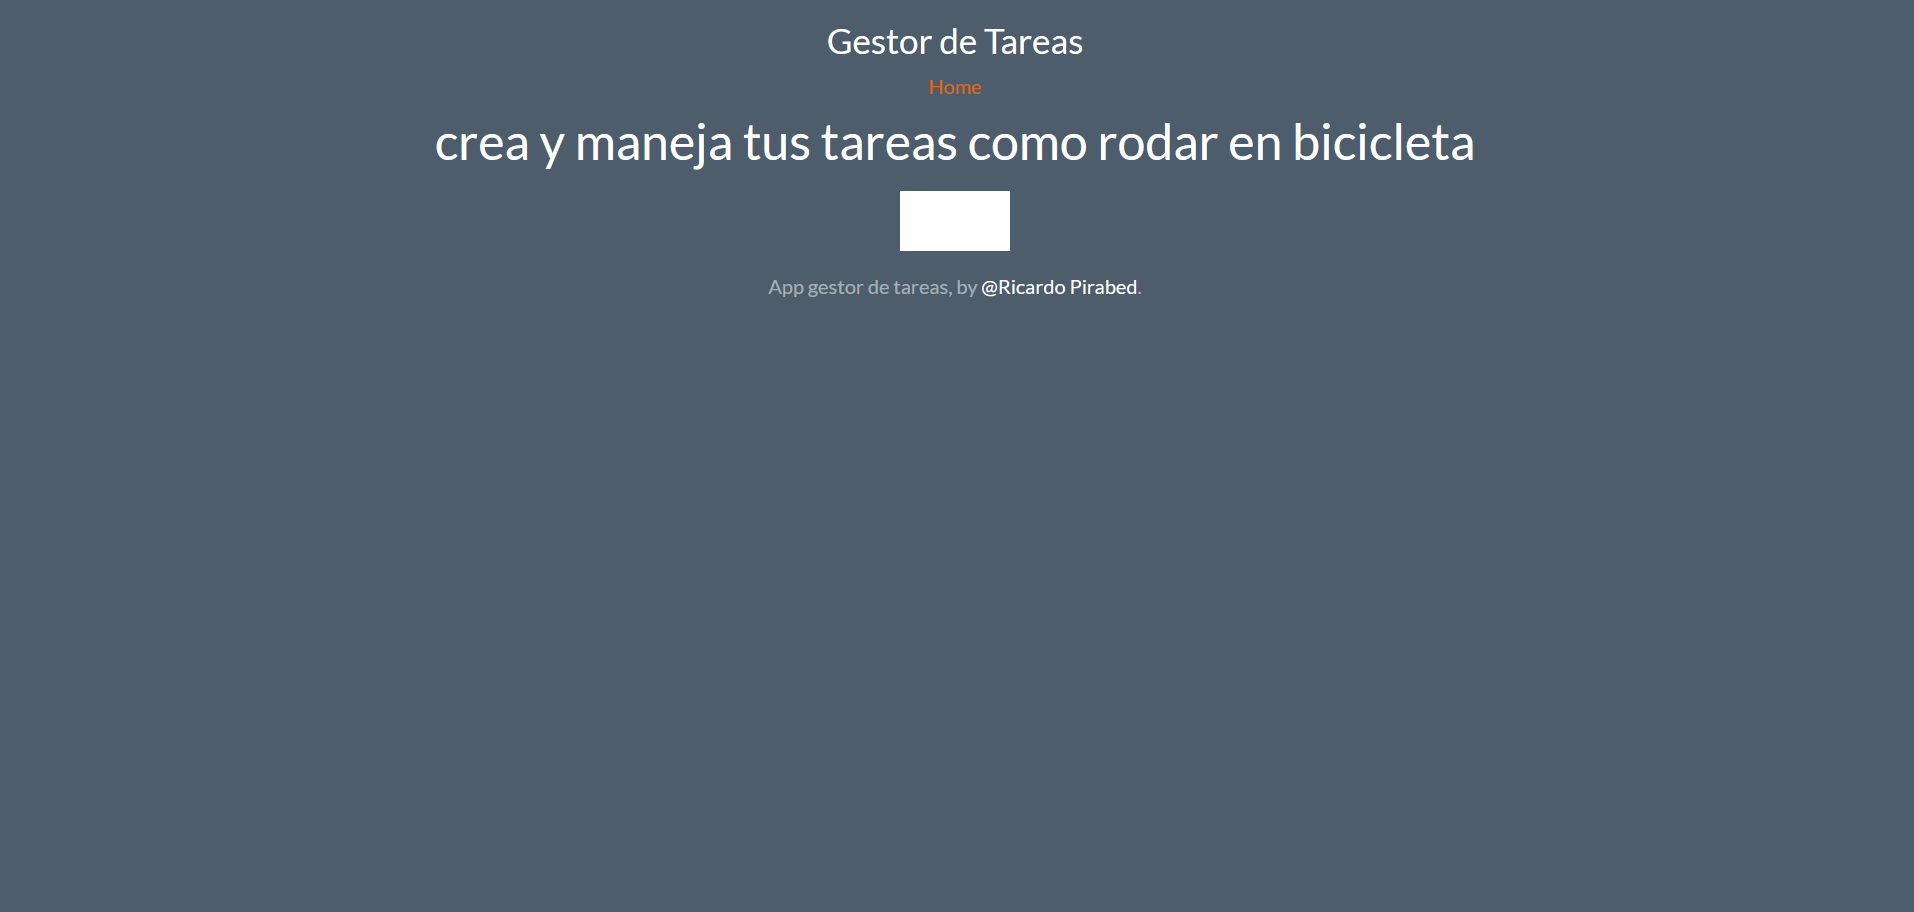 Gestor de Tareas
Home
crea y maneja tus tareas como rodar en bicicleta
App gestor de tareas, by @Ricardo Pirabed.